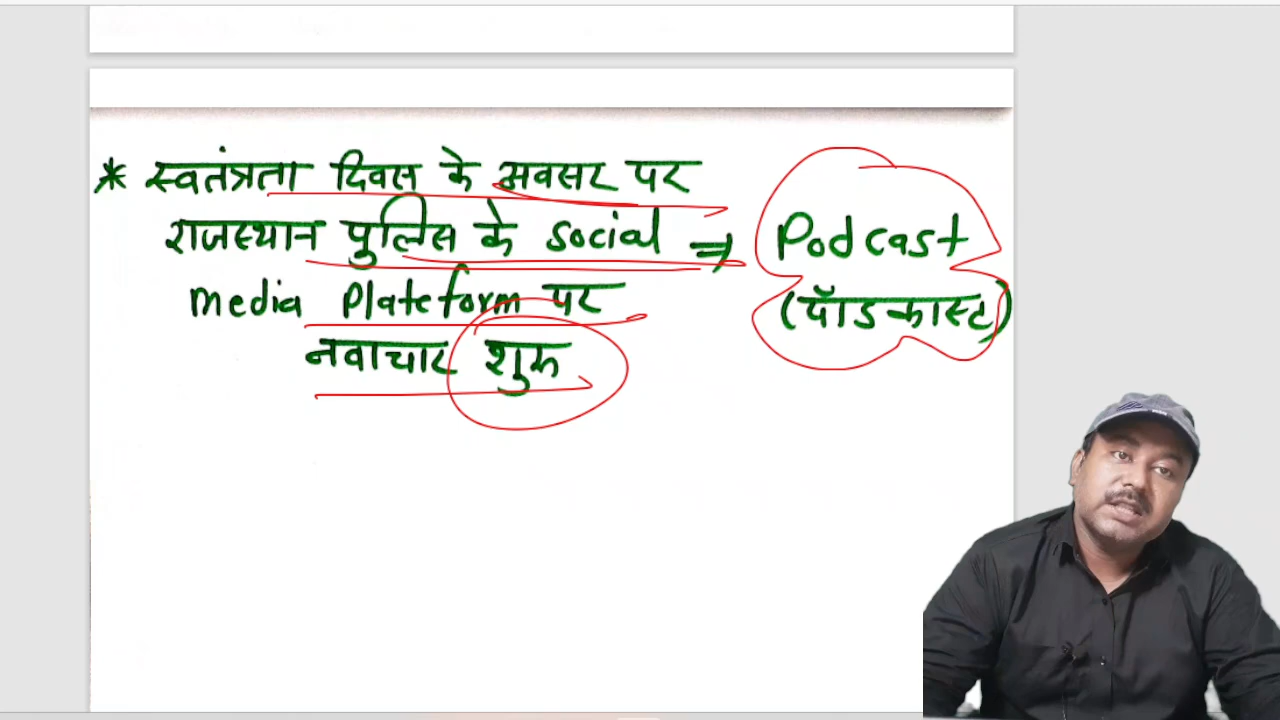 * स्वतंत्रता दिवस के अवसर पर
राजस्थान पुलिस के social ⇒ Podcast
media Plateform पर (पॉडकास्ट)
नवाचार शुरू